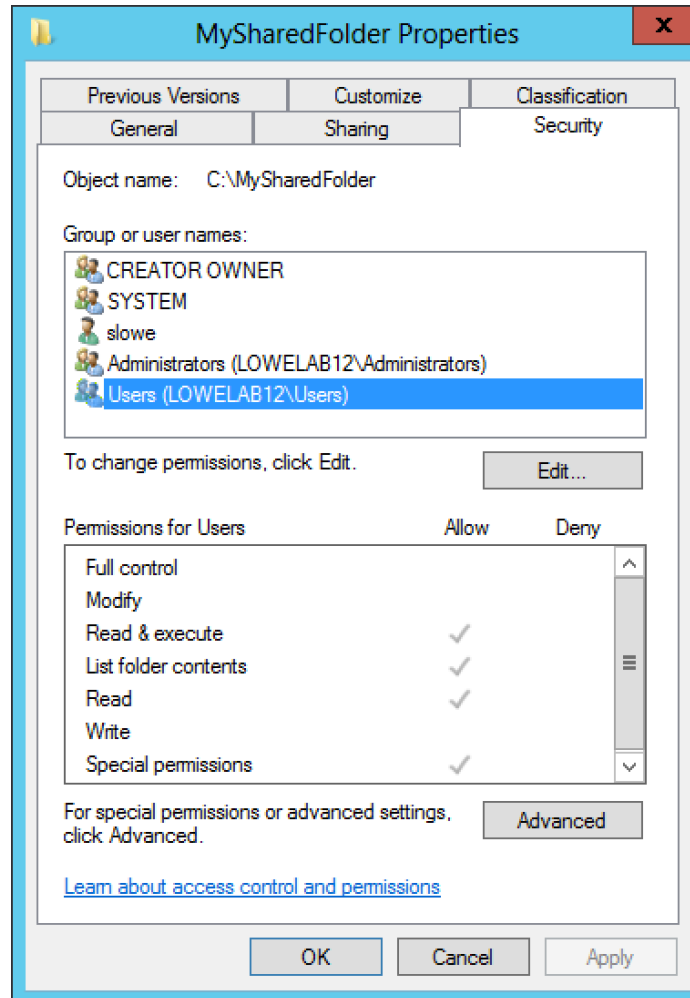 MySharedFolder Properties
x
Previous Versions Customize Classification
General Sharing Security
Object name: C:\MySharedFolder
Group or user names:
CREATOR OWNER
SYSTEM
slowe
Administrators (LOWELAB12\Administrators)
Users (LOWELAB12\Users)
To change permissions, click Edit.
Edit...
Permissions for Users Allow Deny
Full control
Modify
Read & execute
List folder contents
Read
Write
Special permissions
For special permissions or advanced settings,
click Advanced.
Advanced
Learn about access control and permissions
OK Cancel Apply